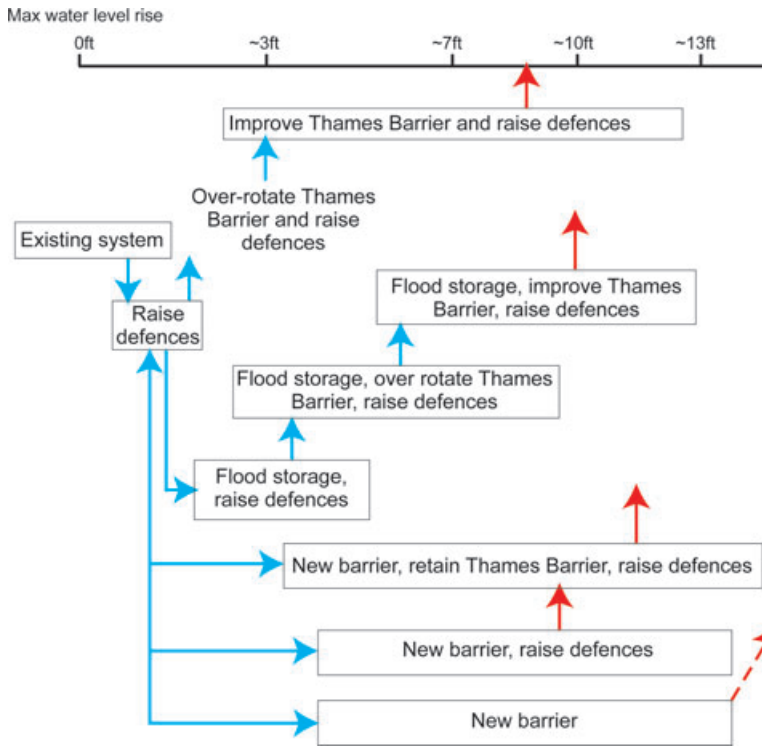 Max water level rise
0ft ~3ft ~7ft ~10ft ~13ft
Improve Thames Barrier and raise defences
Over-rotate Thames
Barrier and raise
defences
Existing system
Raise
defences
Flood storage, improve Thames
Barrier, raise defences
Flood storage, over rotate Thames
Barrier, raise defences
Flood storage,
raise defences
New barrier, retain Thames Barrier, raise defences
New barrier, raise defences
New barrier